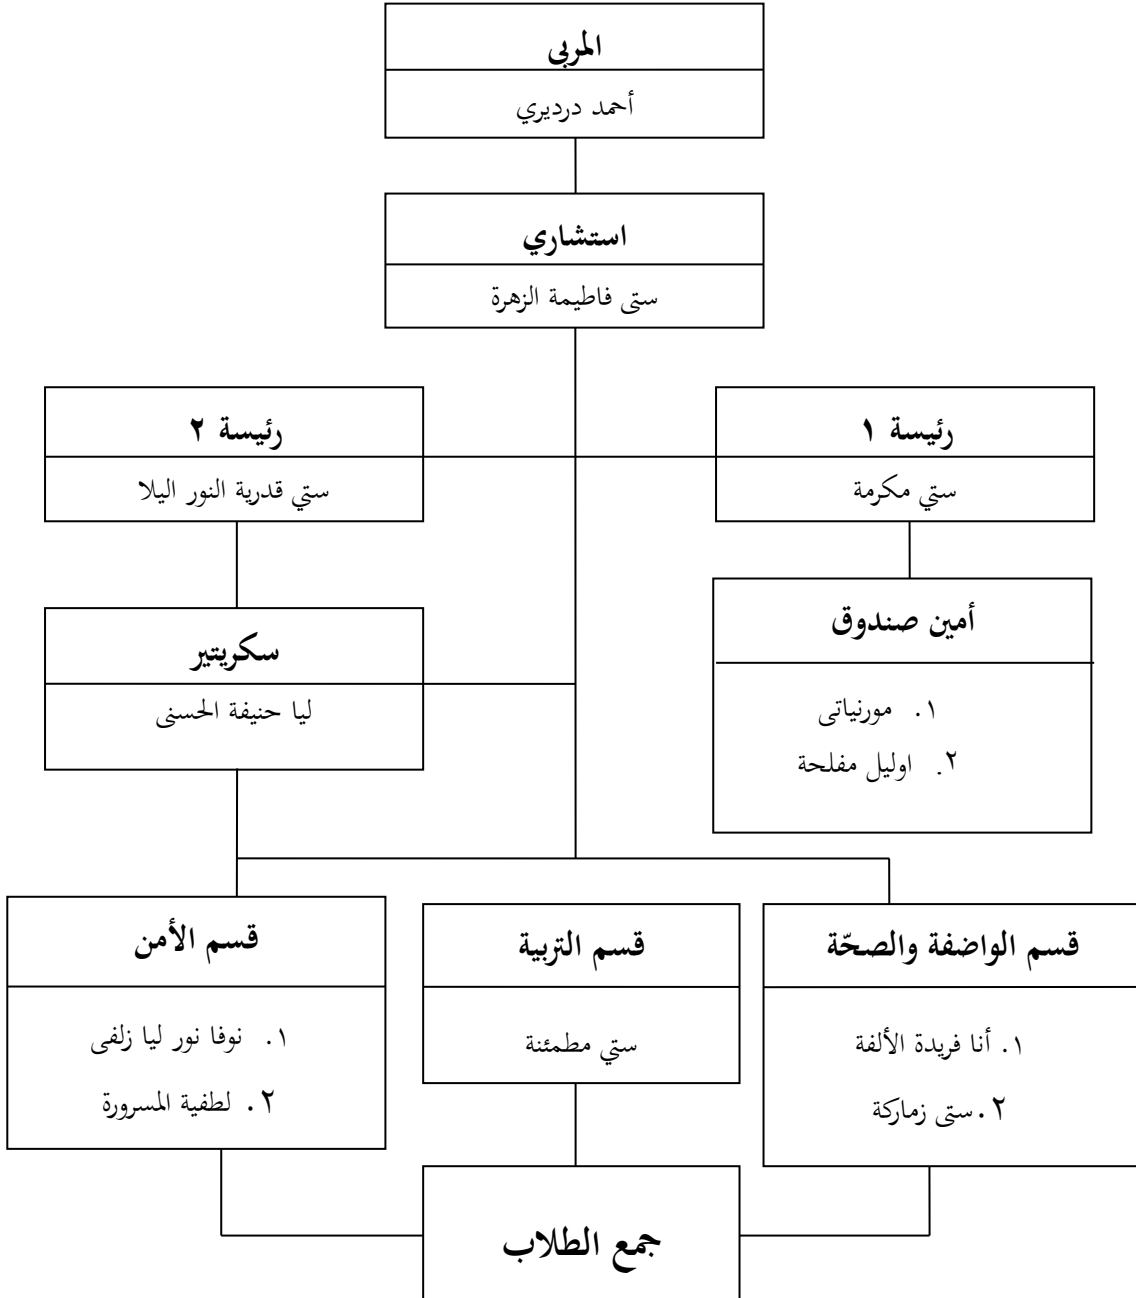 المربى
أحمد درديري
استشاري
ستى فاطيمة الزهرة
رئيسة ١
ستي مكرمة
رئيسة ٢
ستي قدرية النور اليلا
أمين صندوق
١. مورنياتى
٢. اوليل مفلحة
سكريتير
ليا حنيفة الحسنى
قسم الواضفة والصحّة
١. أنا فريدة الألفة
٢. ستى زماركة
قسم التربية
ستي مطمئنة
قسم الأمن
١. نوفا نور ليا زلفى
٢. لطفية المسرورة
جمع الطلاب